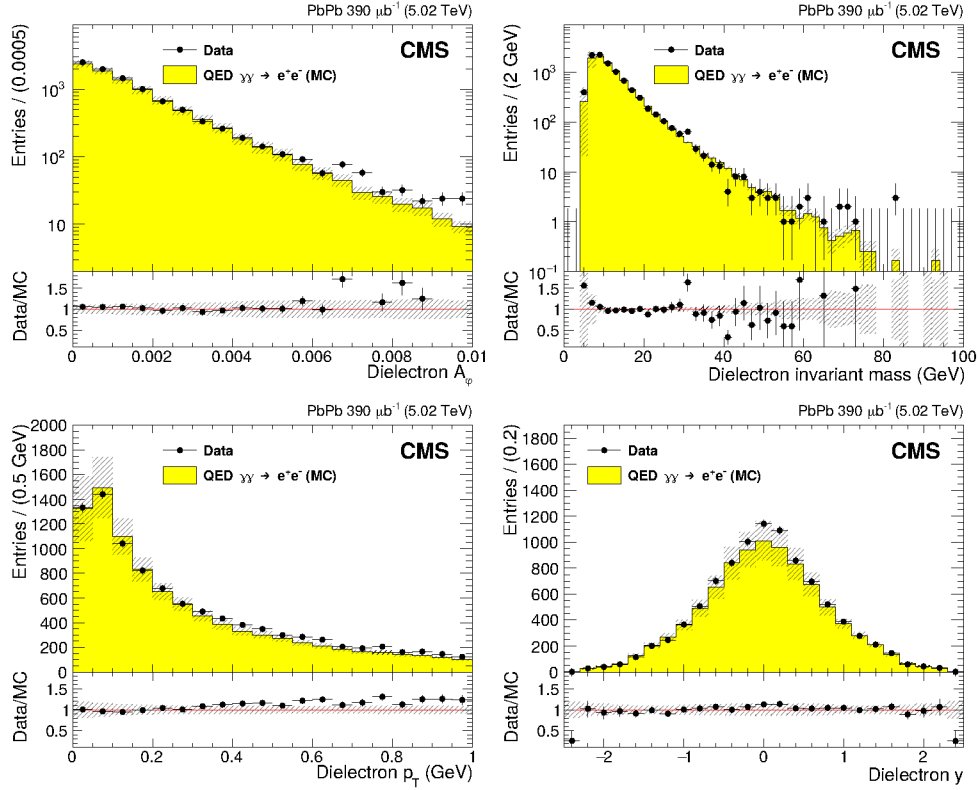 PbPb 390 μb⁻¹ (5.02 TeV)
CMS
Data
QED γγ → e⁺e⁻ (MC)
Entries / (0.0005)
10³
10²
10
Data/MC
1.5
1
0.5
0 0.002 0.004 0.006 0.008 0.01
Dielectron A_φ
PbPb 390 μb⁻¹ (5.02 TeV)
CMS
Data
QED γγ → e⁺e⁻ (MC)
Entries / (2 GeV)
10³
10²
10
1
10⁻¹
Data/MC
1.5
1
0.5
0 20 40 60 80 100
Dielectron invariant mass (GeV)
PbPb 390 μb⁻¹ (5.02 TeV)
CMS
Data
QED γγ → e⁺e⁻ (MC)
Entries / (0.5 GeV)
2000
1800
1600
1400
1200
1000
800
600
400
200
0
Data/MC
1.5
1
0.5
0 0.2 0.4 0.6 0.8 1
Dielectron p_T (GeV)
PbPb 390 μb⁻¹ (5.02 TeV)
CMS
Data
QED γγ → e⁺e⁻ (MC)
Entries / (0.2)
1800
1600
1400
1200
1000
800
600
400
200
0
Data/MC
1.5
1
0.5
−2 −1 0 1 2
Dielectron y